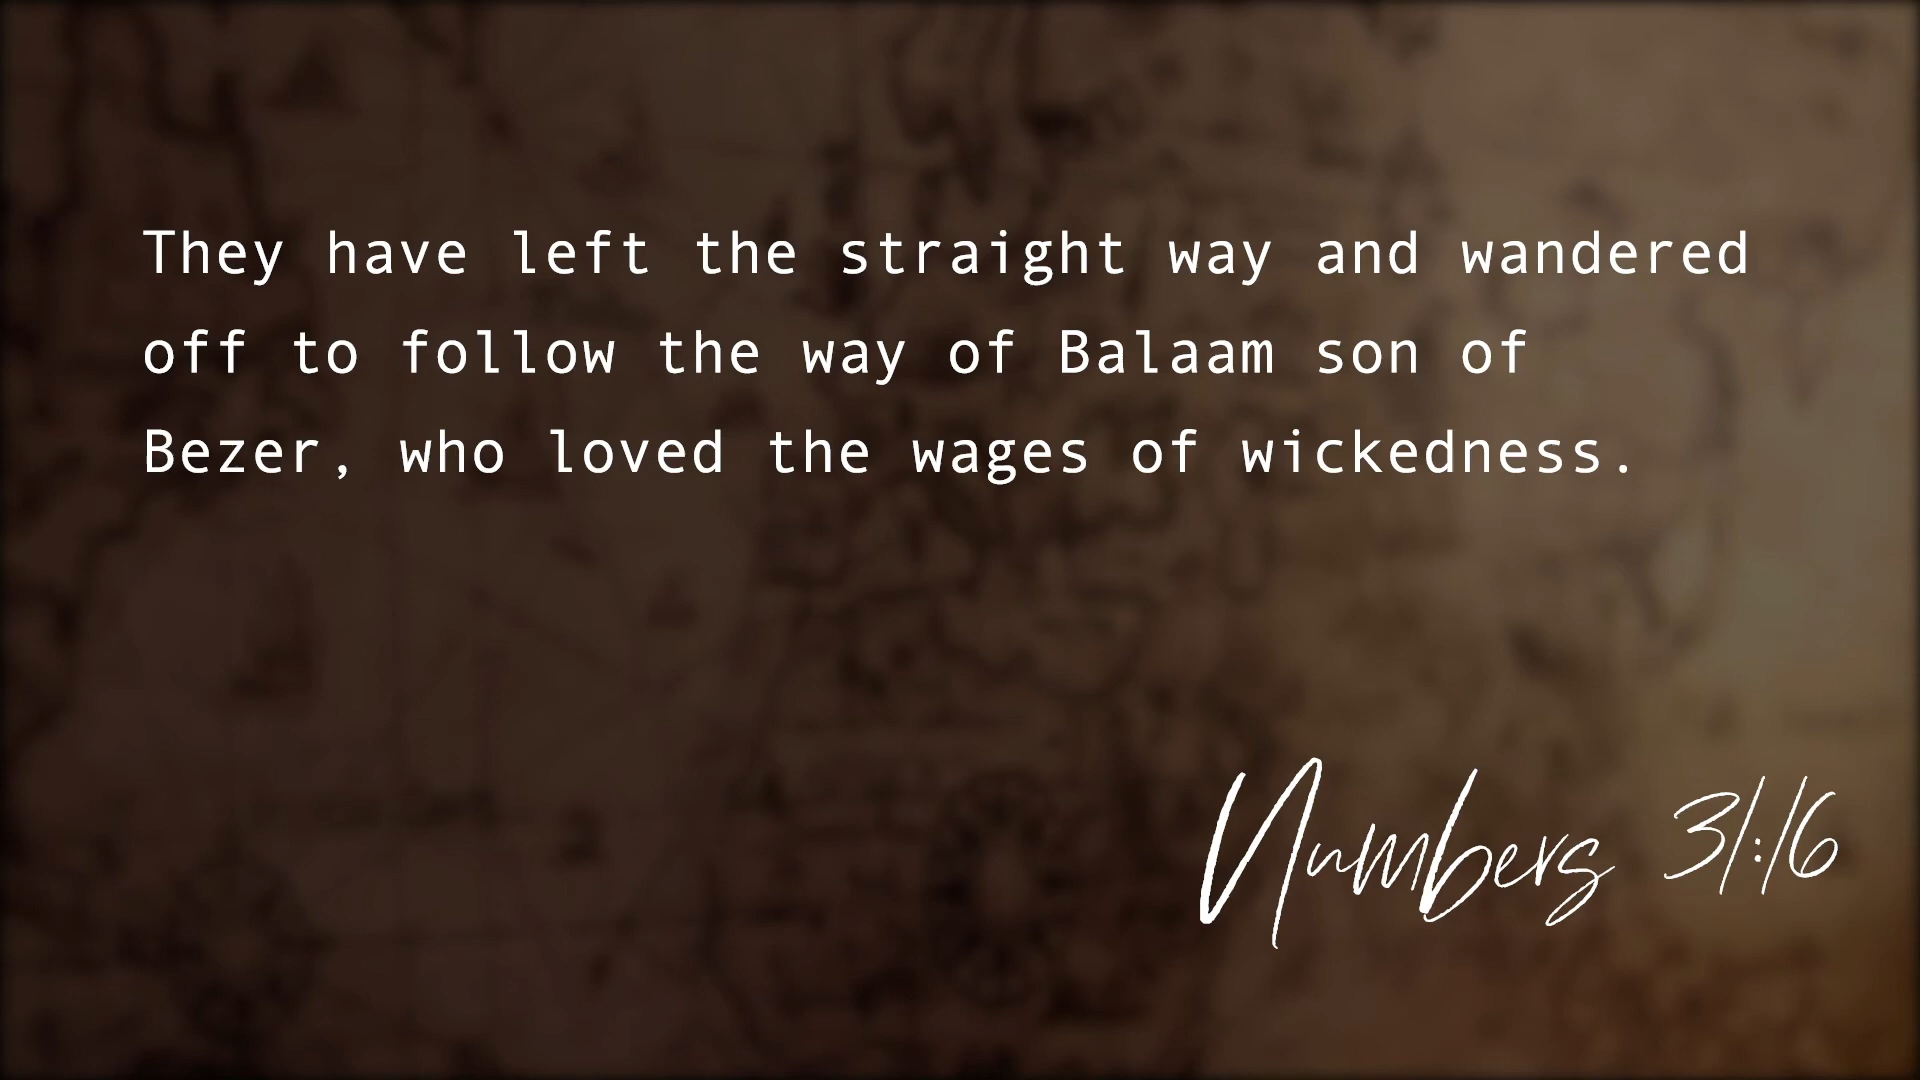 They have left the straight way and wandered
off to follow the way of Balaam son of
Bezer, who loved the wages of wickedness.
Numbers 31:16